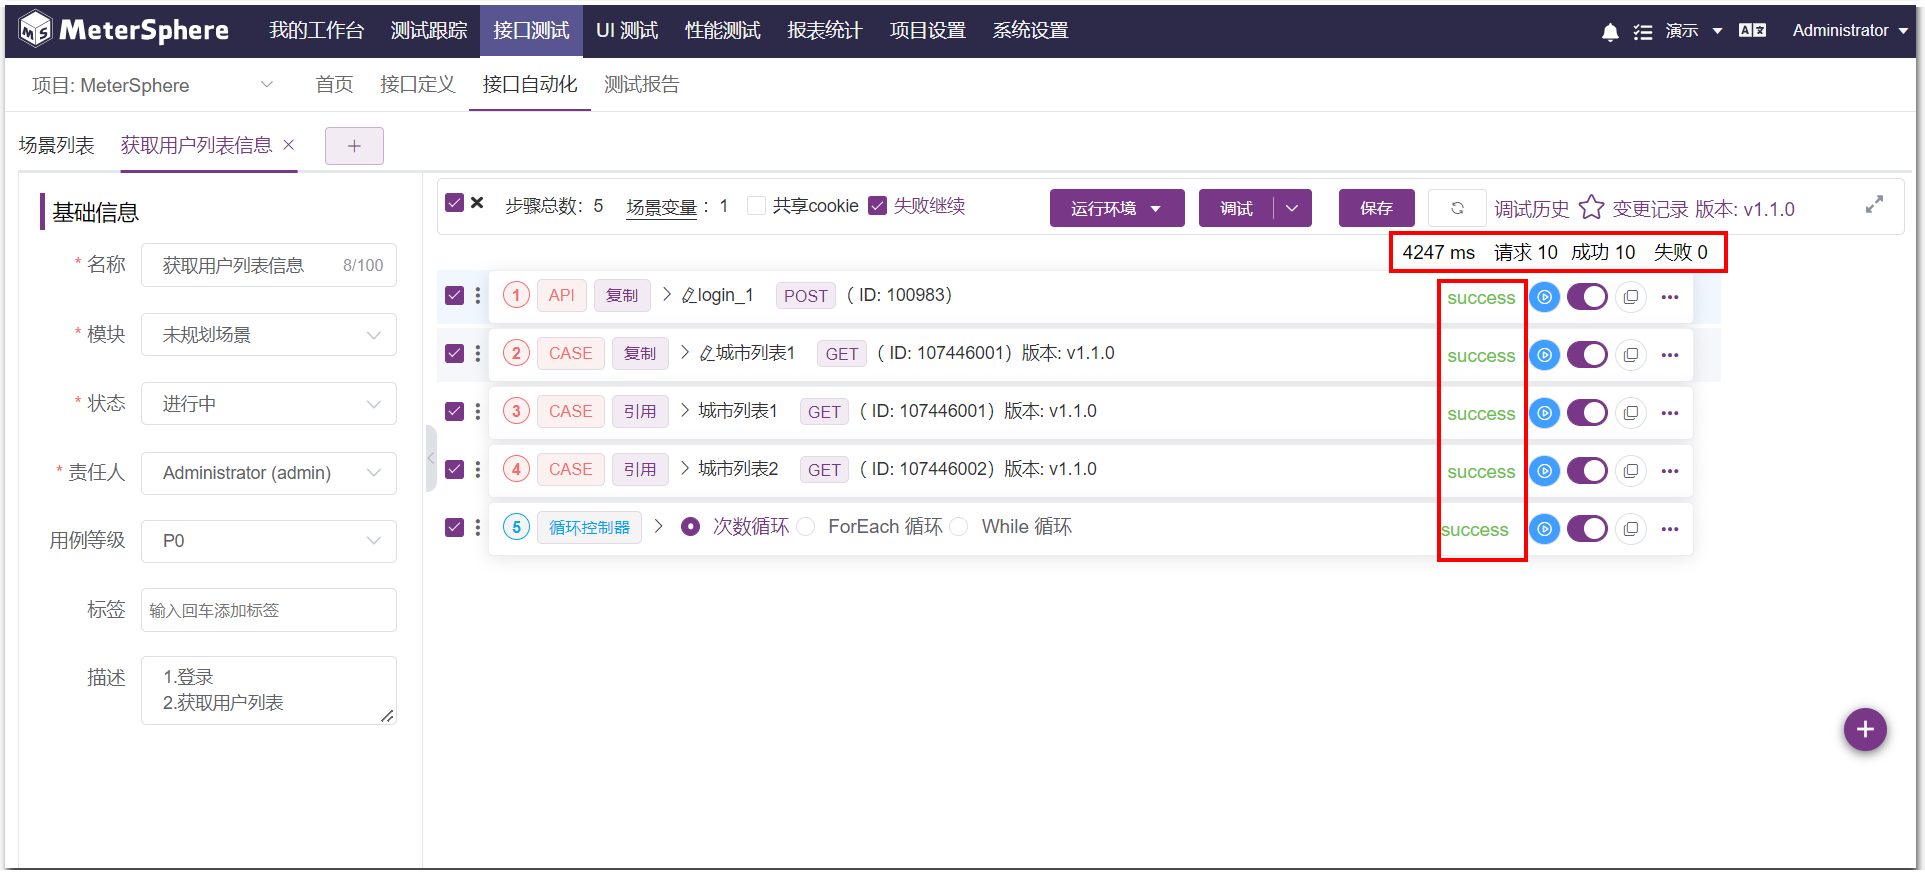 MeterSphere 我的工作台 测试跟踪 接口测试 UI 测试 性能测试 报表统计 项目设置 系统设置 演示 Administrator
项目: MeterSphere 首页 接口定义 接口自动化 测试报告
场景列表 获取用户列表信息
基础信息
* 名称 获取用户列表信息 8/100
* 模块 未规划场景
* 状态 进行中
* 责任人 Administrator (admin)
用例等级 P0
标签 输入回车添加标签
描述 1.登录
2.获取用户列表
步骤总数: 5 场景变量 : 1 共享cookie 失败继续 运行环境 调试 保存 调试历史 变更记录 版本: v1.1.0
4247 ms 请求 10 成功 10 失败 0
1 API 复制 login_1 POST ( ID: 100983) success
2 CASE 复制 城市列表1 GET ( ID: 107446001) 版本: v1.1.0 success
3 CASE 引用 城市列表1 GET ( ID: 107446001) 版本: v1.1.0 success
4 CASE 引用 城市列表2 GET ( ID: 107446002) 版本: v1.1.0 success
5 循环控制器 次数循环 ForEach 循环 While 循环 success